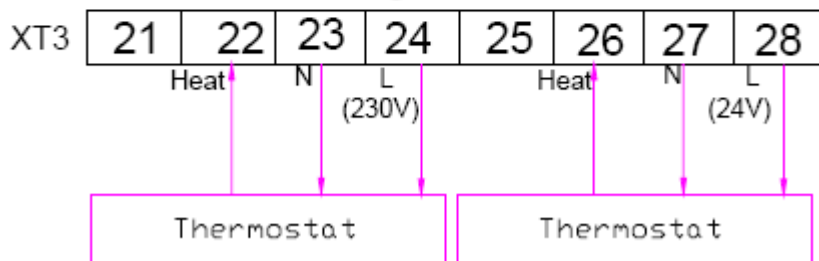 XT3 21 22 23 24 25 26 27 28
Heat N L Heat N L
(230V) (24V)
Thermostat Thermostat